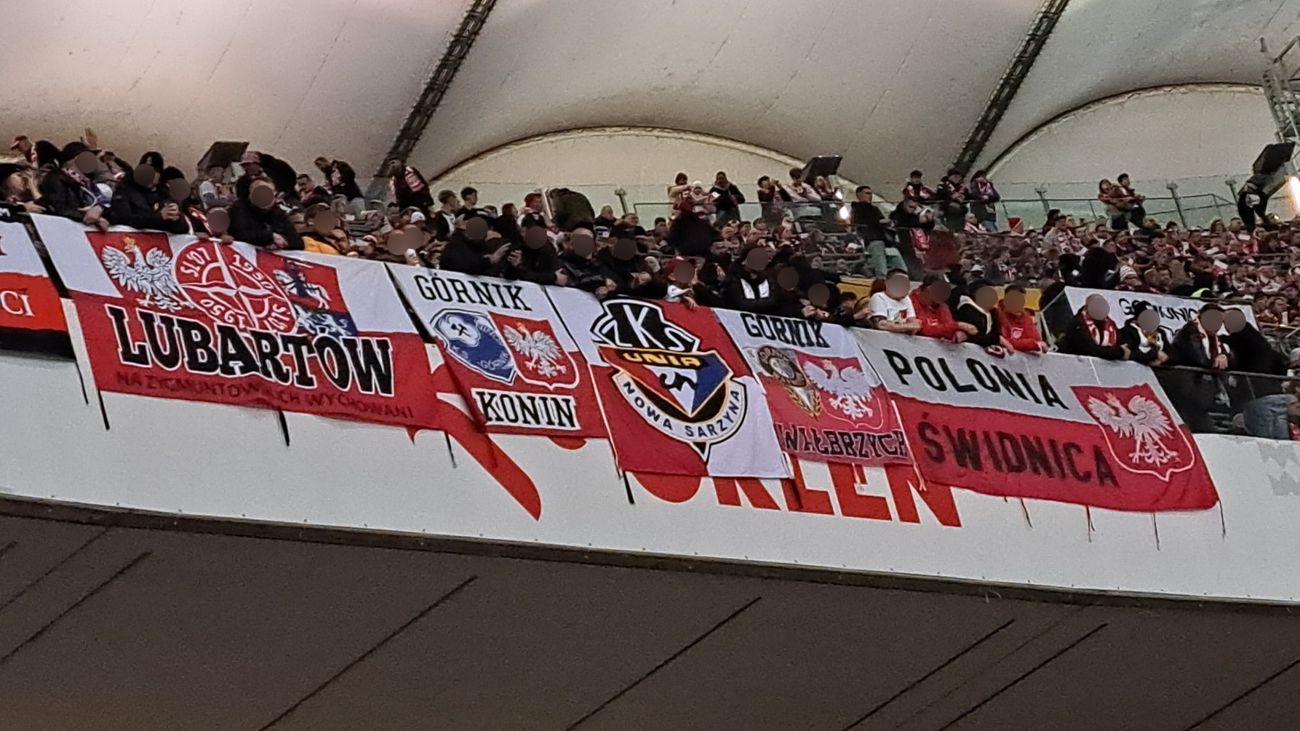 CI
LUBARTÓW
NA ZYGMUNTOWSKICH WYCHOWANI
GÓRNIK
KONIN
KS
UNIA
NOWA SARZYNA
GÓRNIK
WAŁBRZYCH
POLONIA
ŚWIDNICA
ORLEN